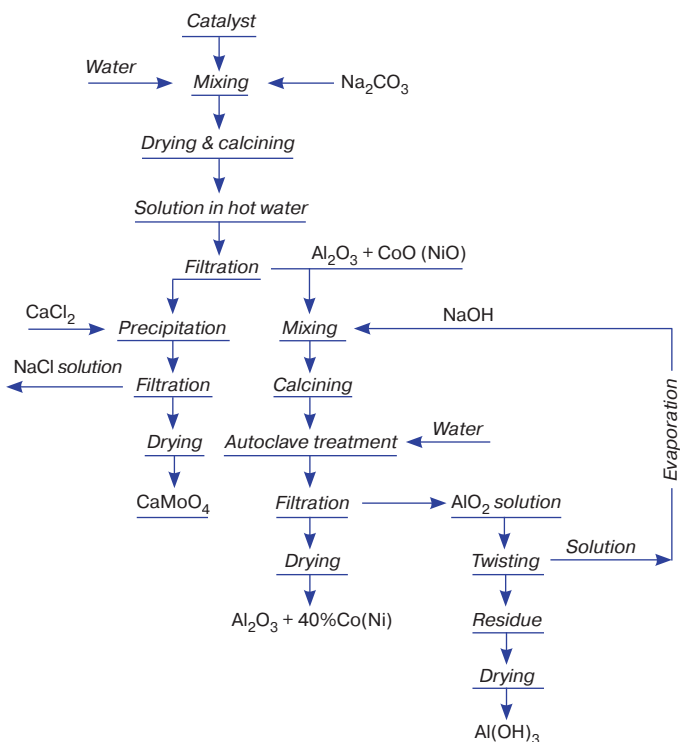 Catalyst
Water
Mixing
Na₂CO₃
Drying & calcining
Solution in hot water
Filtration
Al₂O₃ + CoO (NiO)
CaCl₂
Precipitation
Mixing
NaOH
NaCl solution
Filtration
Calcining
Evaporation
Drying
Autoclave treatment
Water
CaMoO₄
Filtration
AlO₂ solution
Drying
Twisting
Solution
Al₂O₃ + 40%Co(Ni)
Residue
Drying
Al(OH)₃